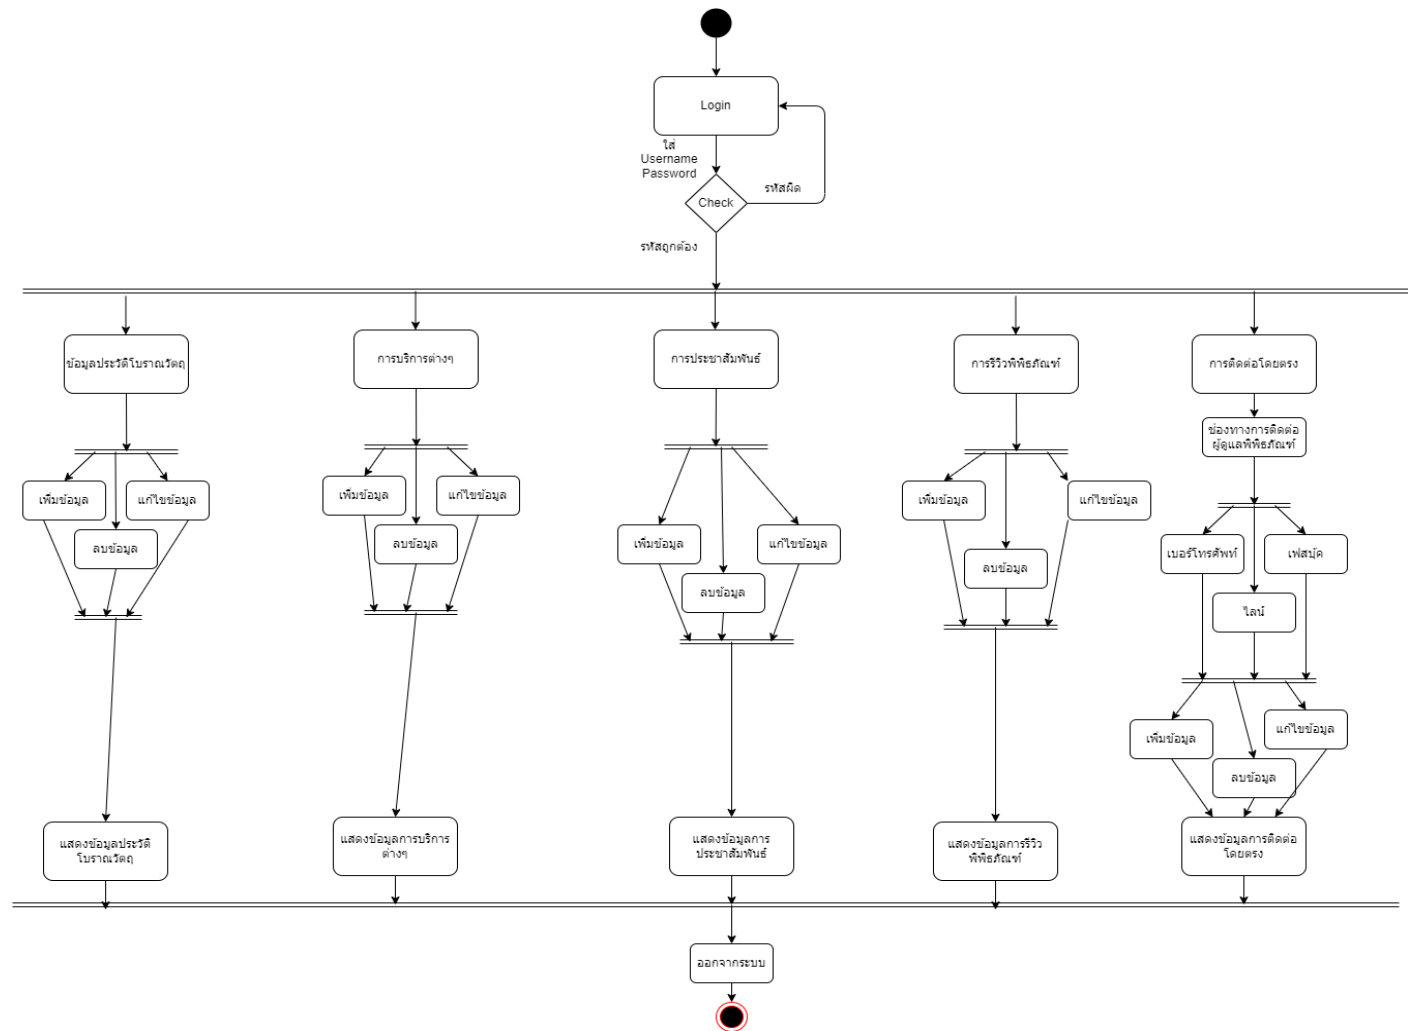 Login
ใส่
Username
Password
Check
รหัสผิด
รหัสถูกต้อง
ข้อมูลประวัติโบราณวัตถุ
การบริการต่างๆ
การประชาสัมพันธ์
การรีวิวพิพิธภัณฑ์
การติดต่อโดยตรง
ช่องทางการติดต่อ
ผู้ดูแลพิพิธภัณฑ์
เพิ่มข้อมูล
แก้ไขข้อมูล
ลบข้อมูล
เพิ่มข้อมูล
แก้ไขข้อมูล
ลบข้อมูล
เพิ่มข้อมูล
แก้ไขข้อมูล
ลบข้อมูล
เพิ่มข้อมูล
แก้ไขข้อมูล
ลบข้อมูล
เบอร์โทรศัพท์
เฟสบุ๊ค
ไลน์
เพิ่มข้อมูล
แก้ไขข้อมูล
ลบข้อมูล
แสดงข้อมูลประวัติ
โบราณวัตถุ
แสดงข้อมูลการบริการ
ต่างๆ
แสดงข้อมูลการ
ประชาสัมพันธ์
แสดงข้อมูลการรีวิว
พิพิธภัณฑ์
แสดงข้อมูลการติดต่อ
โดยตรง
ออกจากระบบ